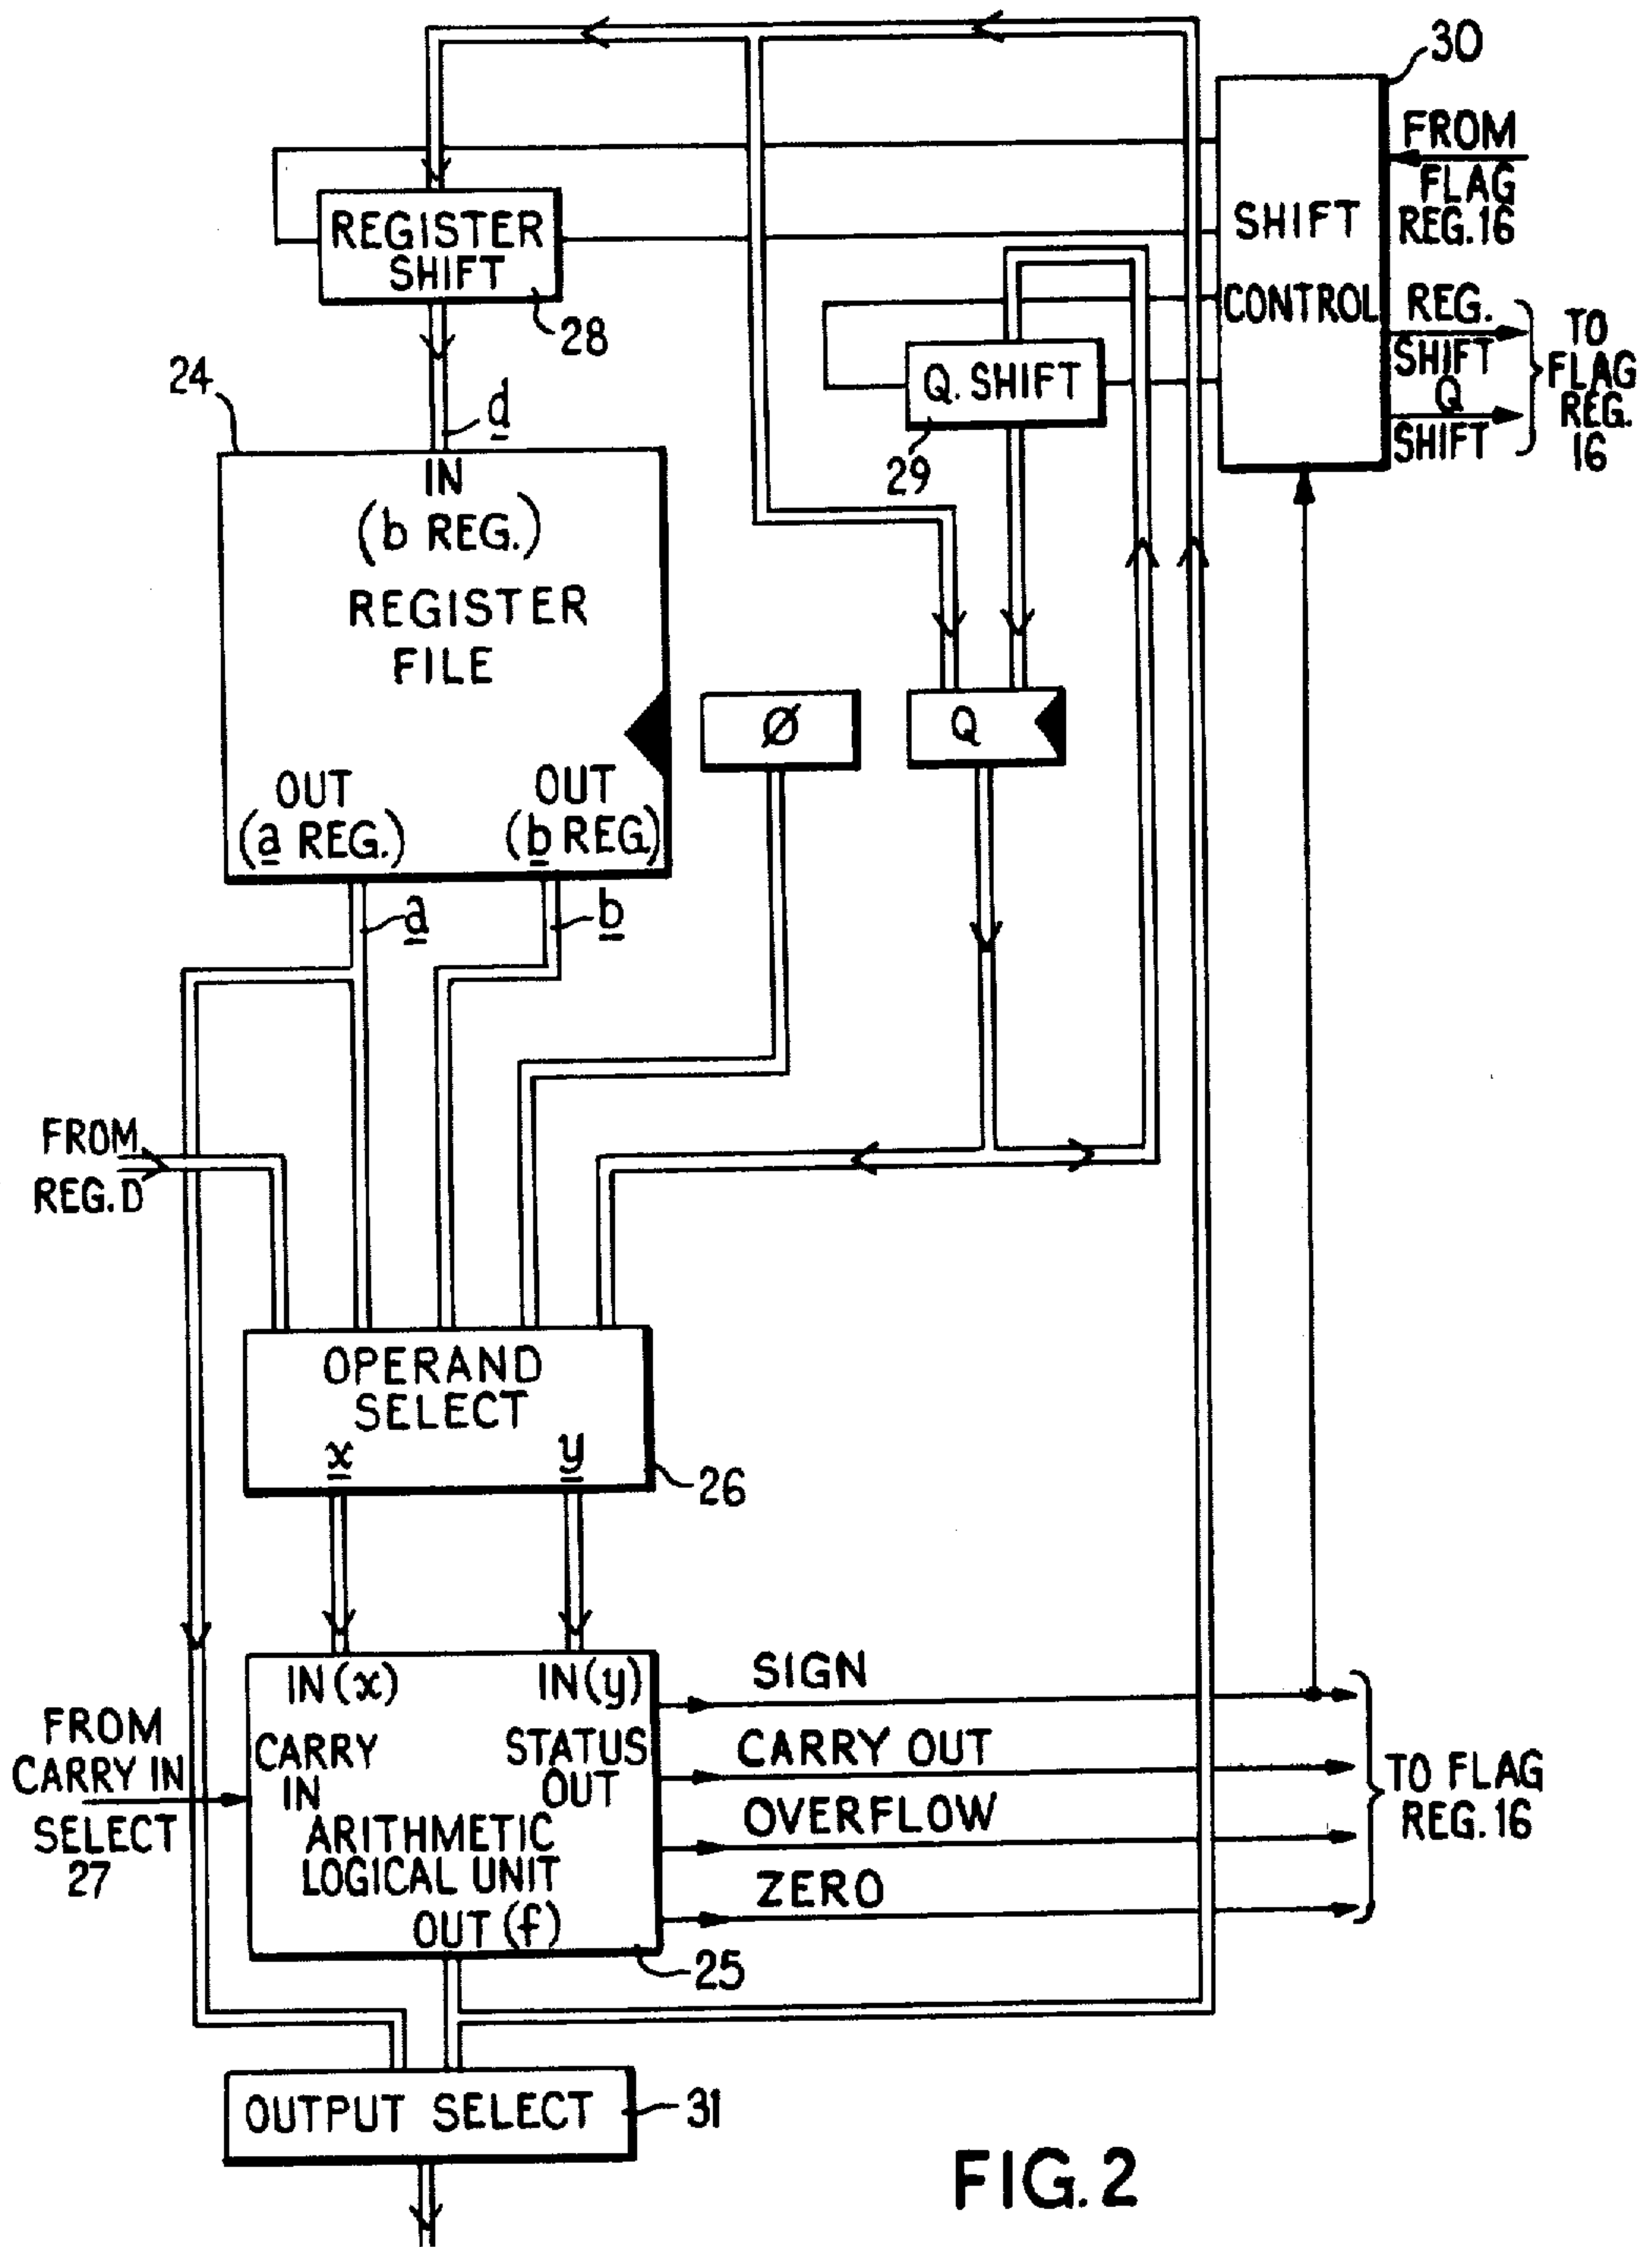 30
FROM
FLAG
REG.16
REGISTER
SHIFT
28
SHIFT
CONTROL
REG.
SHIFT
Q
SHIFT
TO
FLAG
REG.
16
Q. SHIFT
29
24
d
IN
(b REG.)
REGISTER
FILE
Ø
Q
OUT
(a REG.)
OUT
(b REG)
a
b
FROM
REG. D
OPERAND
SELECT
x
y
26
IN(x)
IN(y)
SIGN
FROM
CARRY IN
SELECT
27
CARRY
IN
STATUS
OUT
CARRY OUT
TO FLAG
REG.16
OVERFLOW
ARITHMETIC
LOGICAL UNIT
ZERO
OUT (f)
25
OUTPUT SELECT
31
FIG. 2